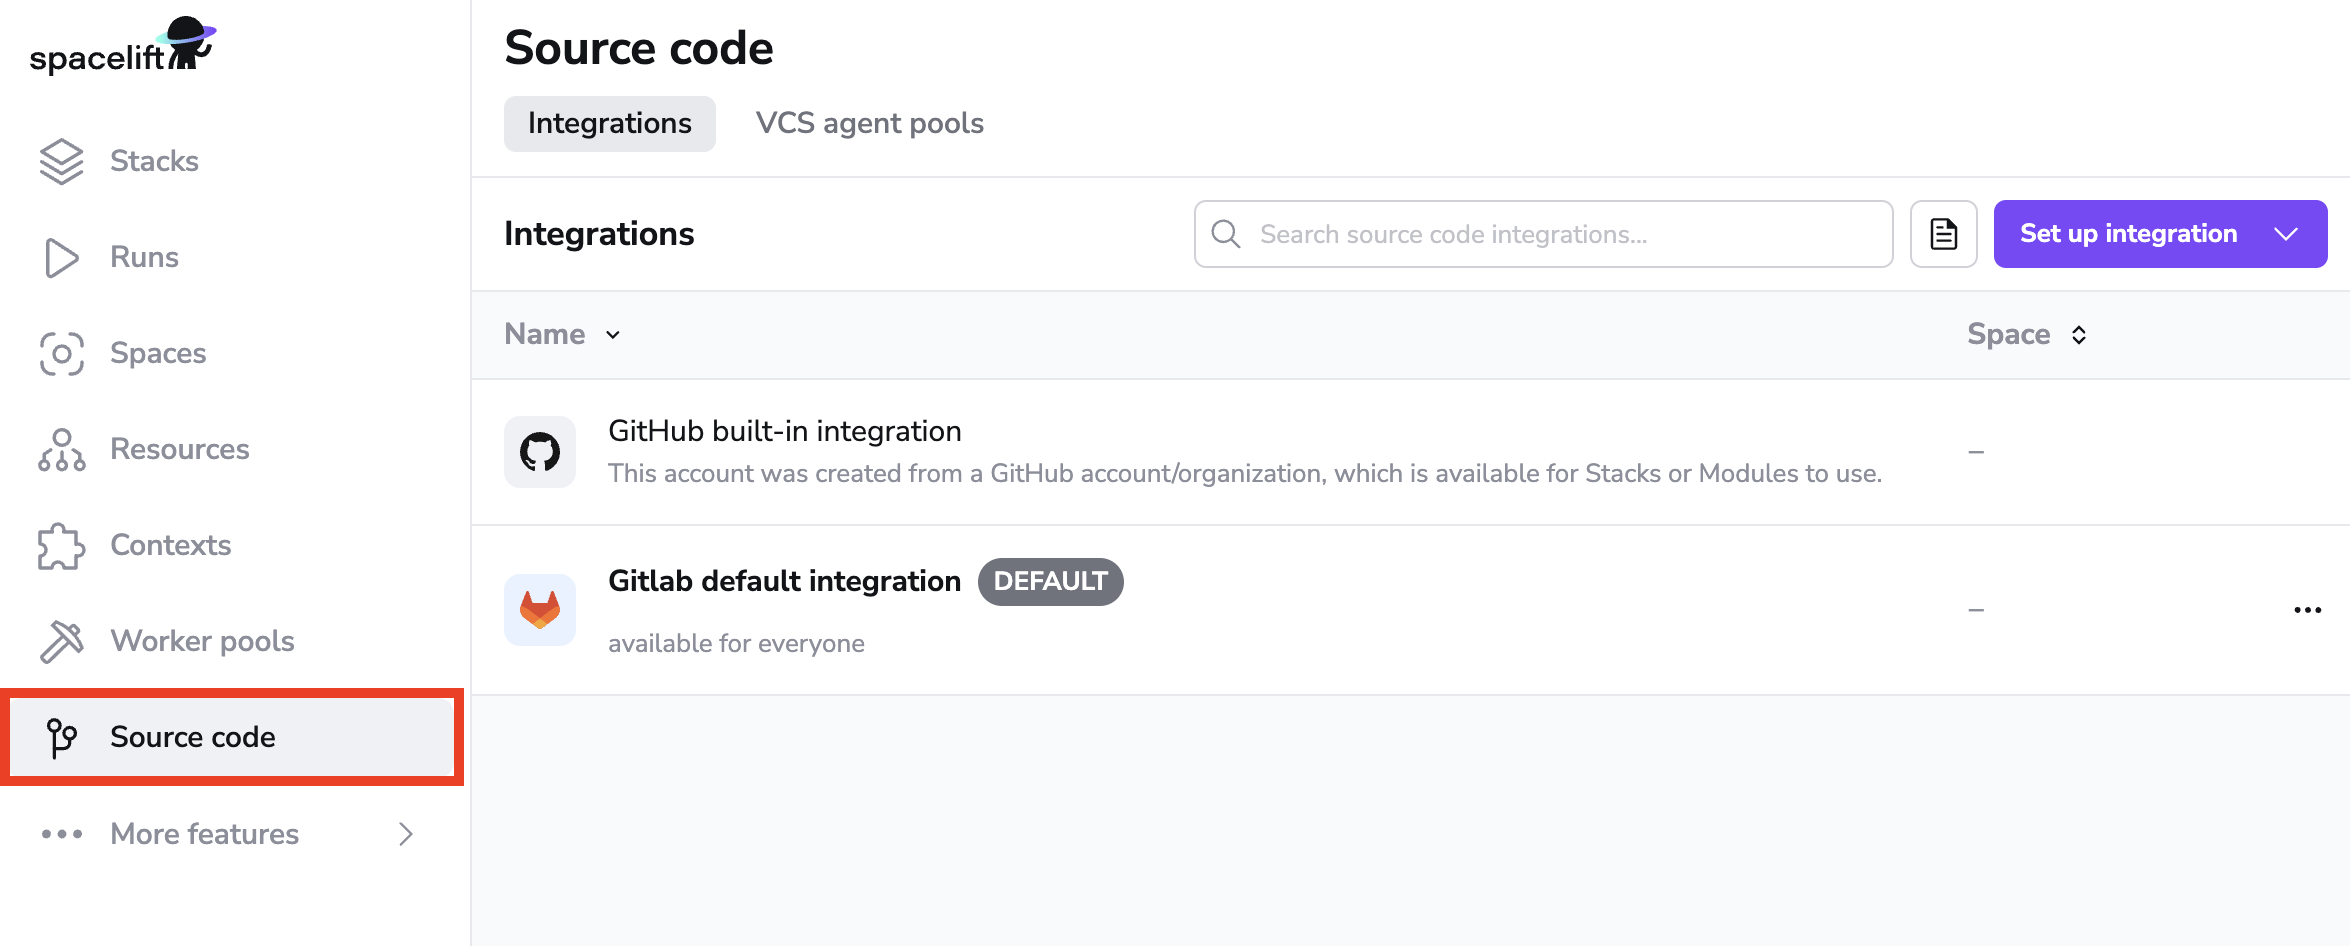 spacelift
Stacks
Runs
Spaces
Resources
Contexts
Worker pools
Source code
More features
Source code
Integrations
VCS agent pools
Integrations
Search source code integrations...
Set up integration
Name
Space
GitHub built-in integration
This account was created from a GitHub account/organization, which is available for Stacks or Modules to use.
–
Gitlab default integration DEFAULT
available for everyone
–